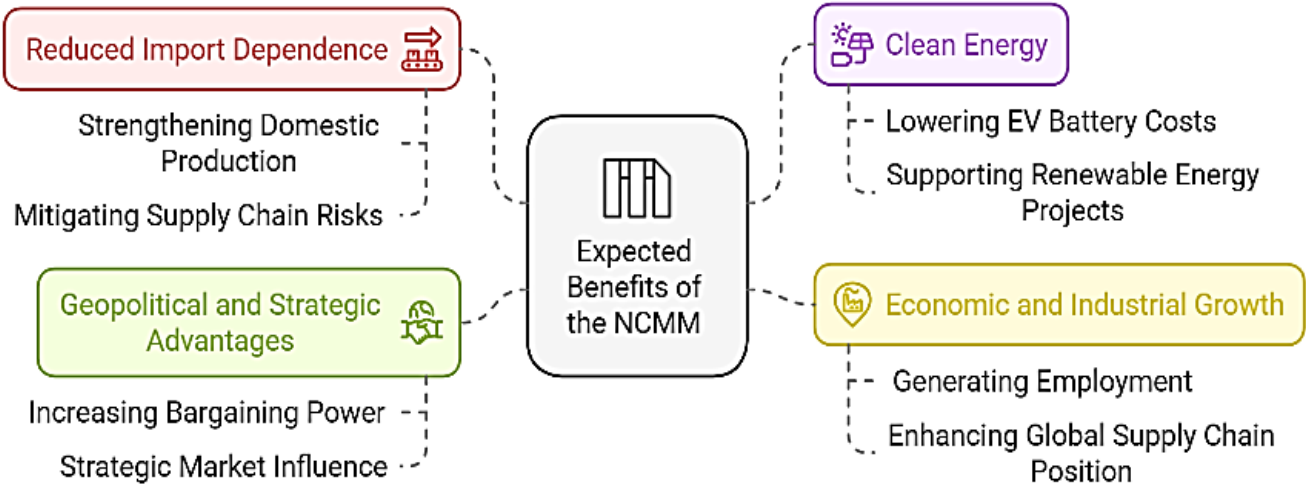 Reduced Import Dependence
Strengthening Domestic
Production
Mitigating Supply Chain Risks
Geopolitical and Strategic
Advantages
Increasing Bargaining Power
Strategic Market Influence
Expected
Benefits of
the NCMM
Clean Energy
Lowering EV Battery Costs
Supporting Renewable Energy
Projects
Economic and Industrial Growth
Generating Employment
Enhancing Global Supply Chain
Position